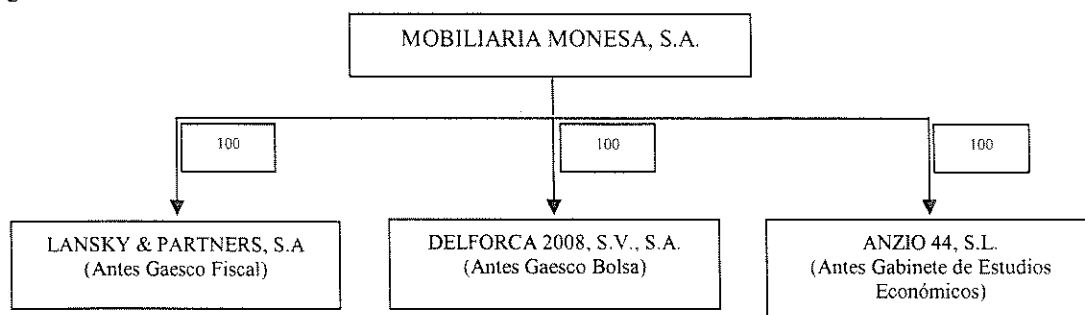 MOBILIARIA MONESA, S.A.
100
100
100
LANSKY & PARTNERS, S.A
(Antes Gaesco Fiscal)
DELFORCA 2008, S.V., S.A.
(Antes Gaesco Bolsa)
ANZIO 44, S.L.
(Antes Gabinete de Estudios
Económicos)